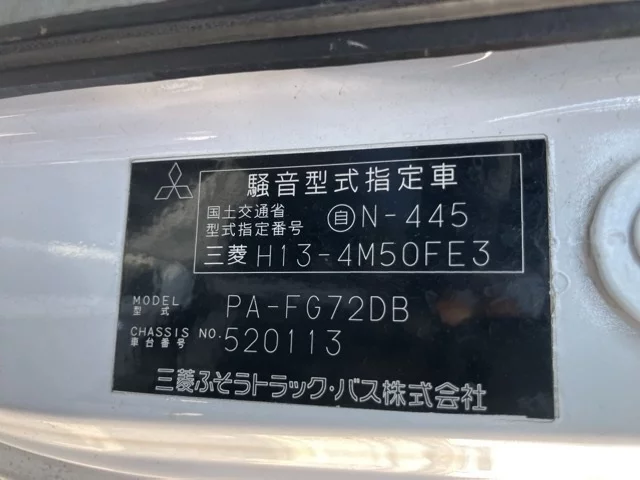 騒音型式指定車
国土交通省
型式指定番号 自N-445
三菱 H13-4M50FE3
MODEL
型式 PA-FG72DB
CHASSIS NO.
車台番号 520113
三菱ふそうトラック・バス株式会社
自